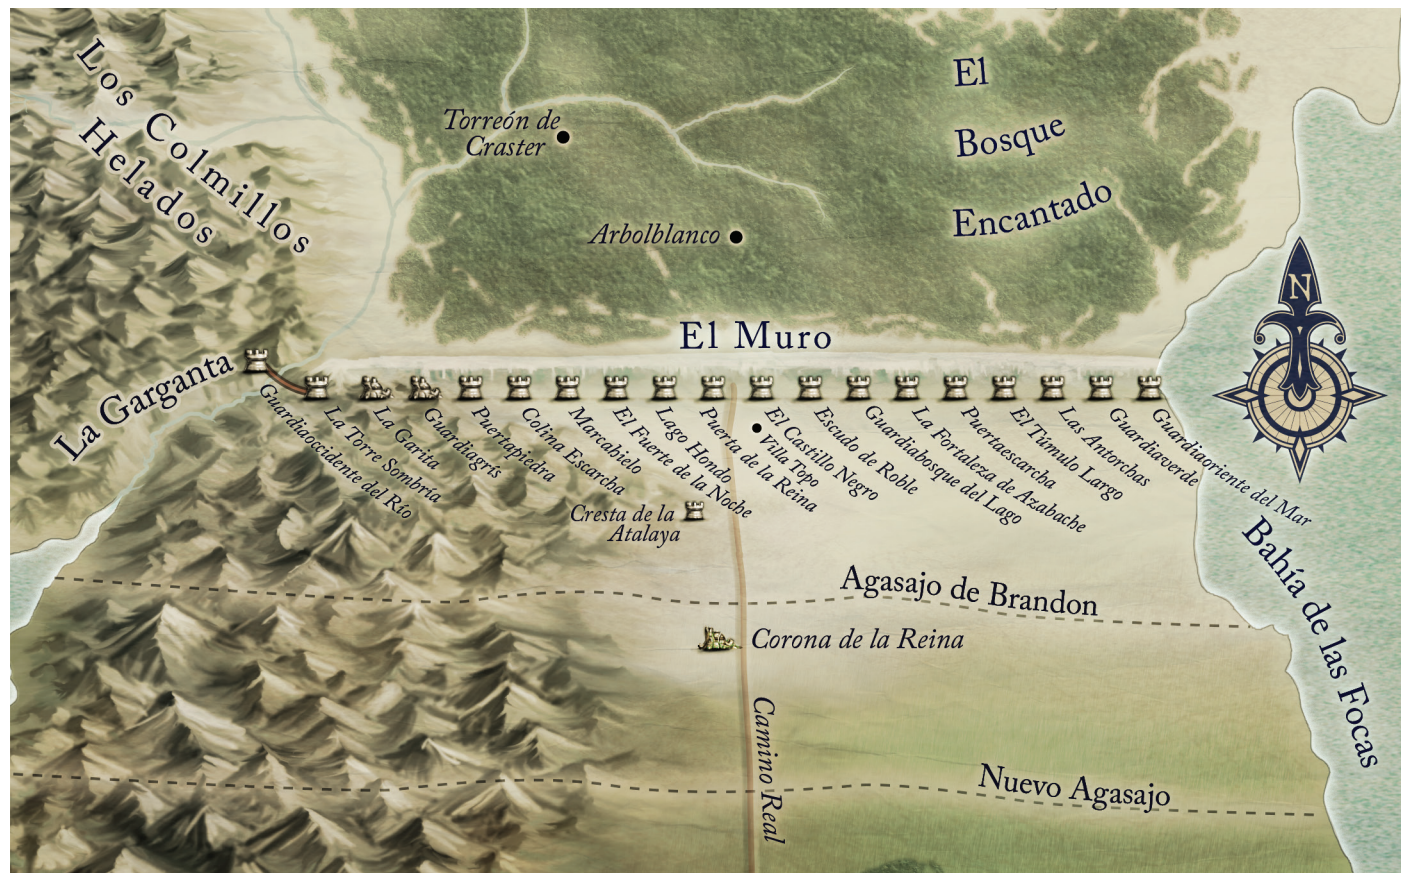 Los Colmillos
Helados
Torreón de
Craster
Arbolblanco
El
Bosque
Encantado
N
El Muro
La Garganta
Guardiaoccidente del Río
La Torre Sombría
La Garita
Guardiagrís
Puertapiedra
Colina Escarcha
Marcahielo
El Fuerte de la Noche
Lago Hondo
Puerta de la Reina
Villa Topo
El Castillo Negro
Escudo de Roble
Guardiabosque del Lago
La Fortaleza de Azabache
Puertaescarcha
El Túmulo Largo
Las Antorchas
Guardiaverde
Guardiaoriente del Mar
Cresta de la
Atalaya
Bahía de las Focas
Agasajo de Brandon
Corona de la Reina
Camino Real
Nuevo Agasajo